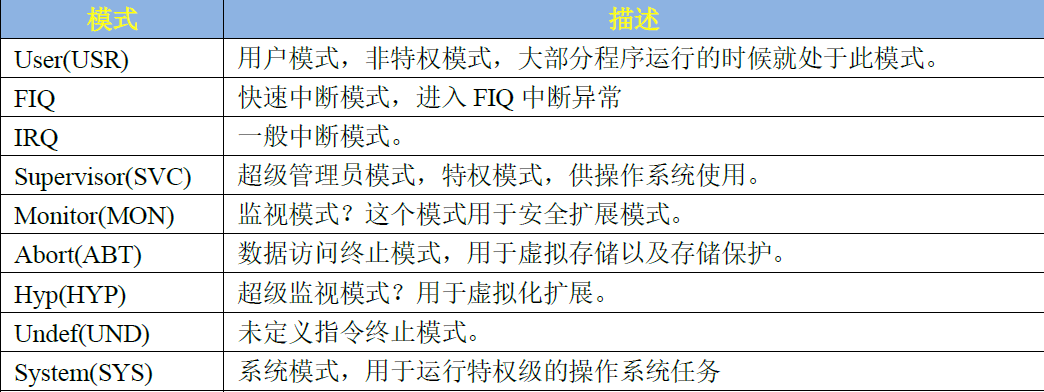 模式 描述
User(USR) 用户模式，非特权模式，大部分程序运行的时候就处于此模式。
FIQ 快速中断模式，进入 FIQ 中断异常
IRQ 一般中断模式。
Supervisor(SVC) 超级管理员模式，特权模式，供操作系统使用。
Monitor(MON) 监视模式？这个模式用于安全扩展模式。
Abort(ABT) 数据访问终止模式，用于虚拟存储以及存储保护。
Hyp(HYP) 超级监视模式？用于虚拟化扩展。
Undef(UND) 未定义指令终止模式。
System(SYS) 系统模式，用于运行特权级的操作系统任务